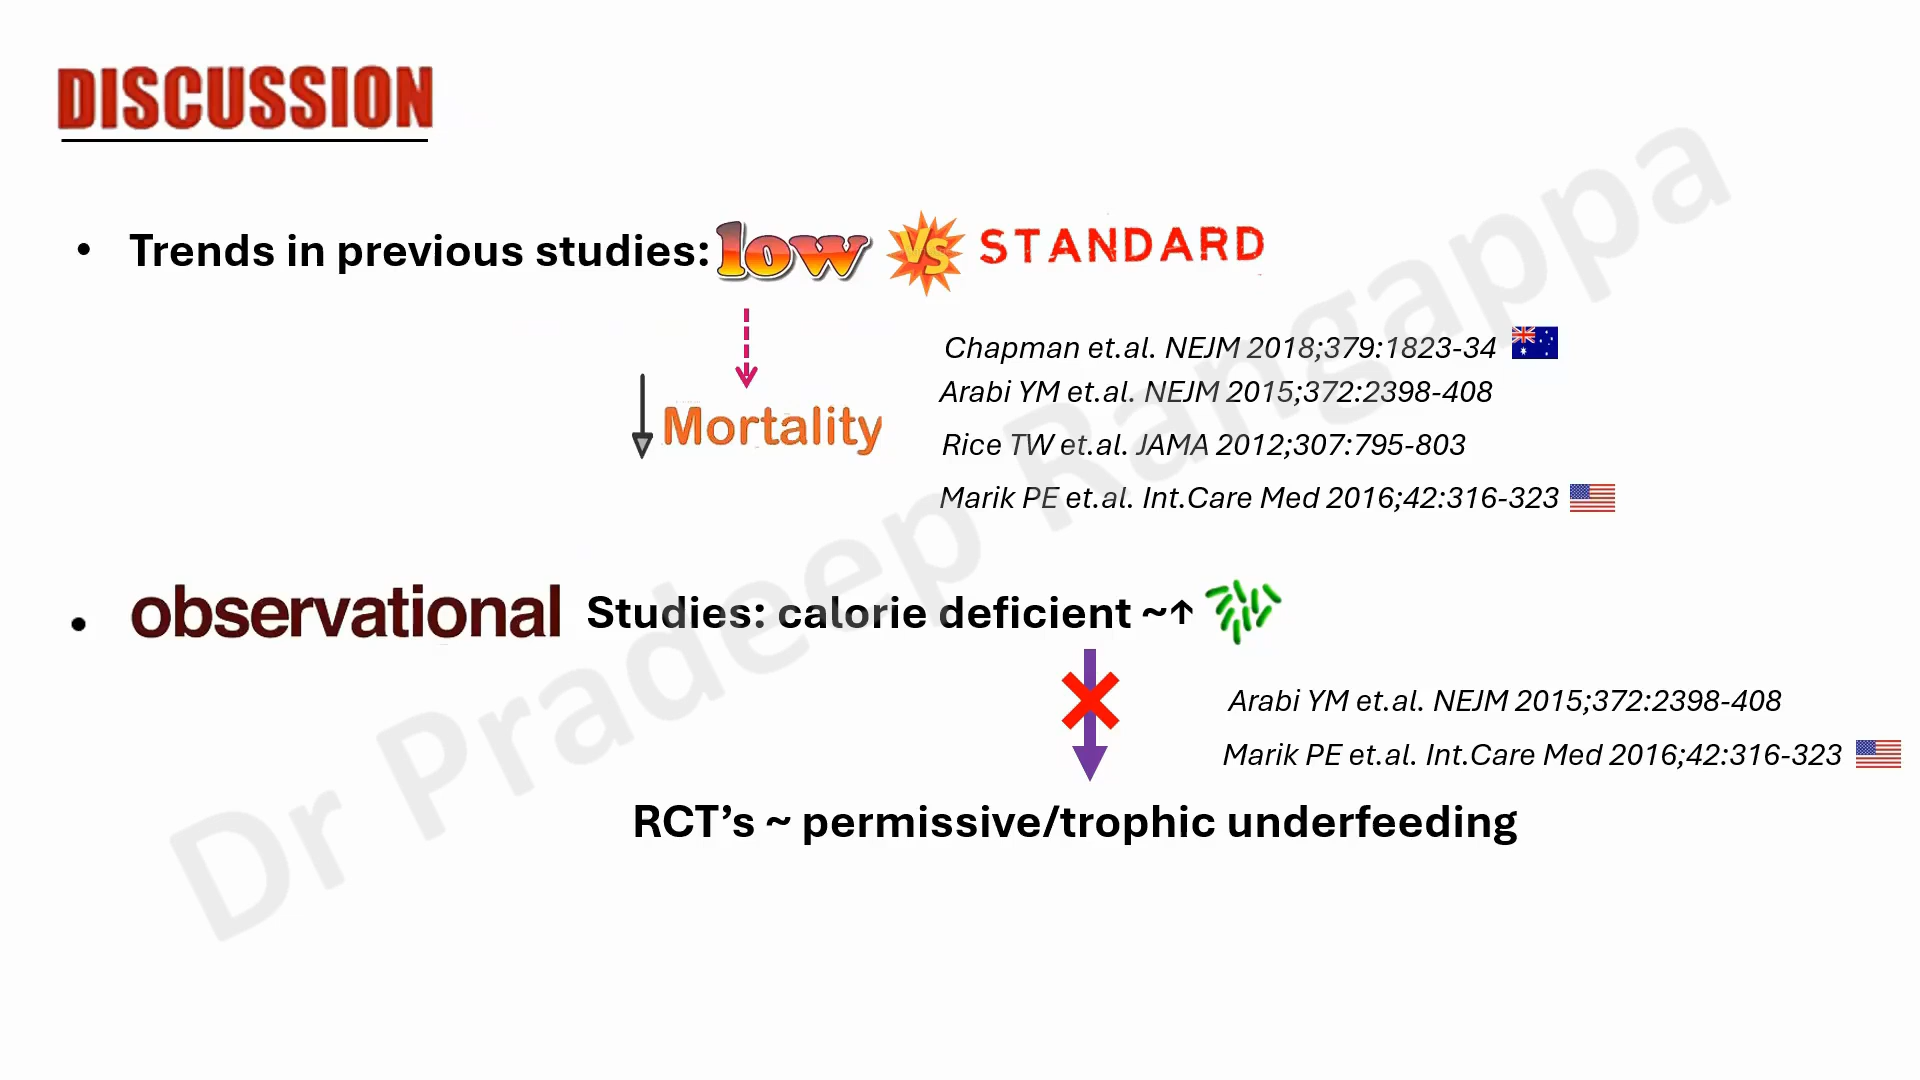 DISCUSSION
• Trends in previous studies: low VS STANDARD
Chapman et.al. NEJM 2018;379:1823-34
Arabi YM et.al. NEJM 2015;372:2398-408
↓ Mortality
Rice TW et.al. JAMA 2012;307:795-803
Marik PE et.al. Int.Care Med 2016;42:316-323
• observational Studies: calorie deficient ~↑
Arabi YM et.al. NEJM 2015;372:2398-408
Marik PE et.al. Int.Care Med 2016;42:316-323
RCT’s ~ permissive/trophic underfeeding
Dr Pradeep Rangappa